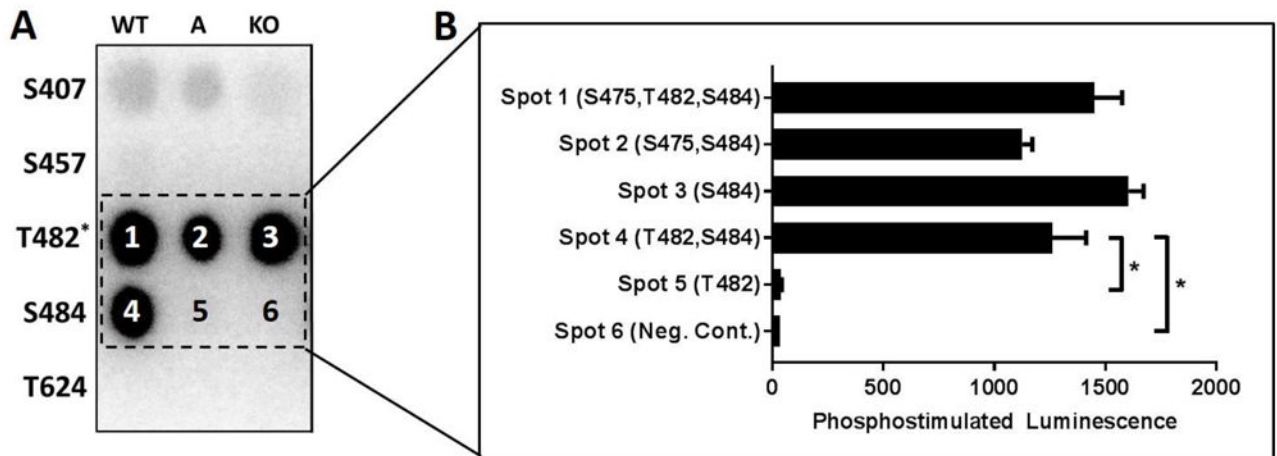 A
WT A KO
S407
S457
T482*
S484
T624
1 2 3
4 5 6
B
Spot 1 (S475,T482,S484)
Spot 2 (S475,S484)
Spot 3 (S484)
Spot 4 (T482,S484)
Spot 5 (T482)
Spot 6 (Neg. Cont.)
*
*
0 500 1000 1500 2000
Phosphostimulated Luminescence